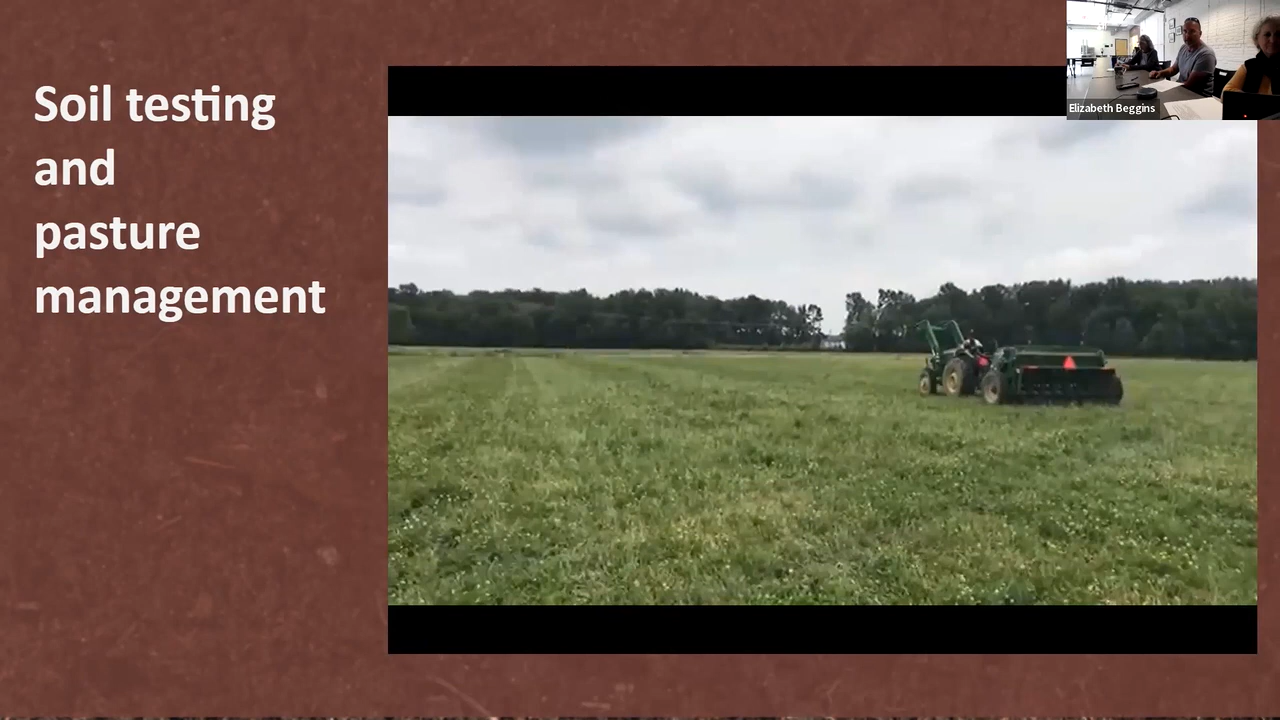 Soil testing
and
pasture
management
Elizabeth Beggins